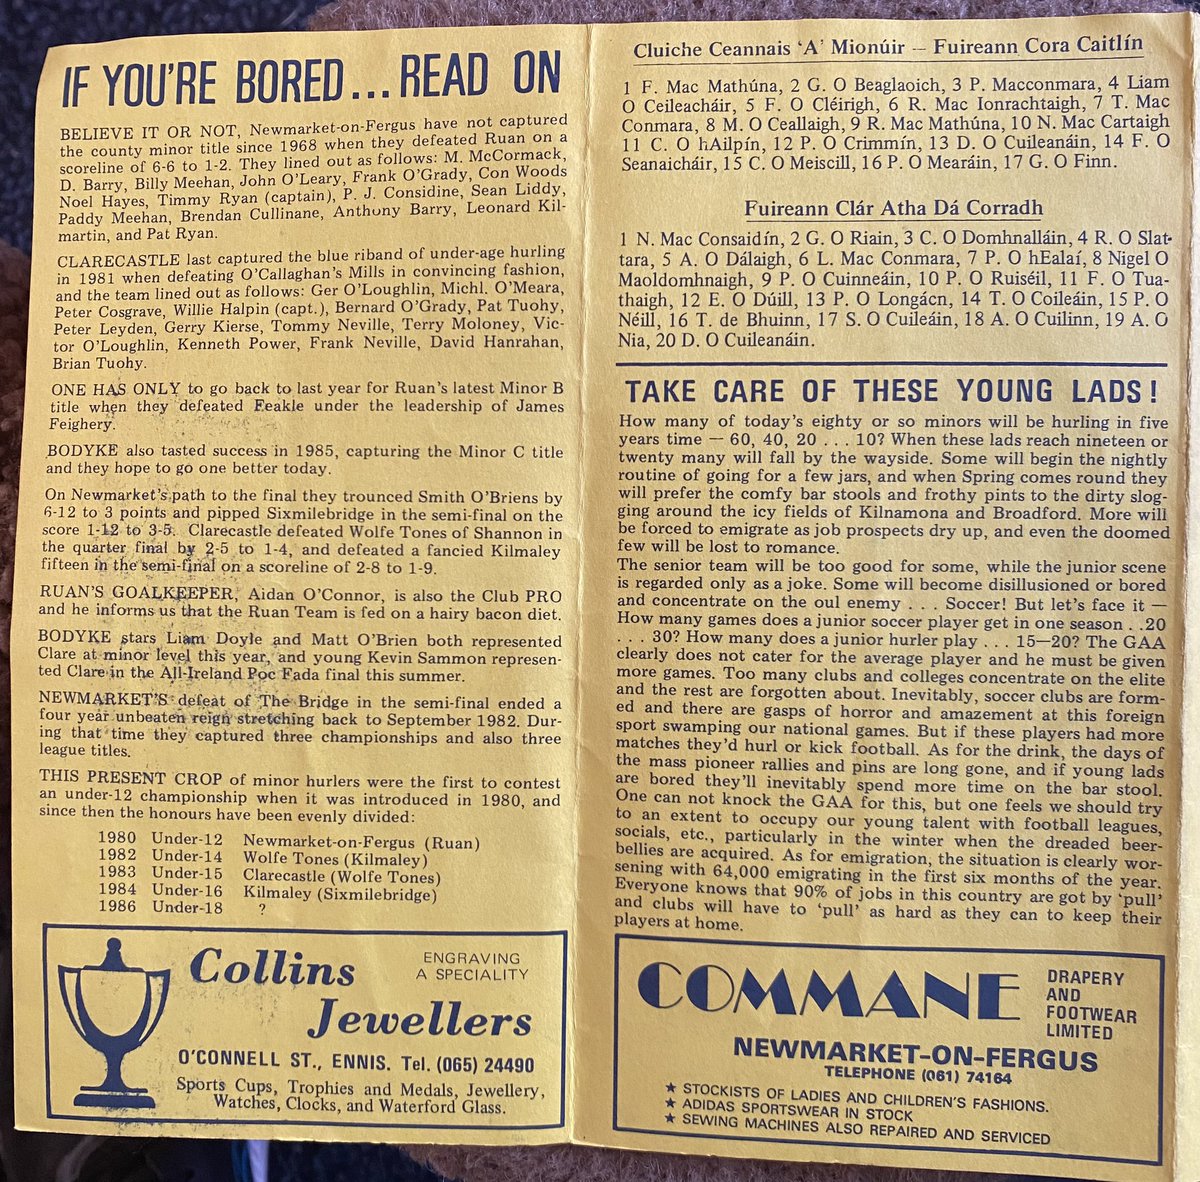 IF YOU'RE BORED...READ ON
BELIEVE IT OR NOT, Newmarket-on-Fergus have not captured
the county minor title since 1968 when they defeated Ruan on a
scoreline of 6-6 to 1-2. They lined out as follows: M. McCormack,
D. Barry, Billy Meehan, John O'Leary, Frank O'Grady, Con Woods
Noel Hayes, Timmy Ryan (captain), P. J. Considine, Sean Liddy,
Paddy Meehan, Brendan Cullinane, Anthony Barry, Leonard Kil-
martin, and Pat Ryan.
CLARECASTLE last captured the blue riband of under-age hurling
in 1981 when defeating O'Callaghan's Mills in convincing fashion,
and the team lined out as follows: Ger O'Loughlin, Michl. O'Meara,
Peter Cosgrave, Willie Halpin (capt.), Bernard O'Grady, Pat Tuohy,
Peter Leyden, Gerry Kierse, Tommy Neville, Terry Moloney, Vic-
tor O'Loughlin, Kenneth Power, Frank Neville, David Hanrahan,
Brian Tuohy.
ONE HAS ONLY to go back to last year for Ruan's latest Minor B
title when they defeated Feakle under the leadership of James
Feighery.
BODYKE also tasted success in 1985, capturing the Minor C title
and they hope to go one better today.
On Newmarket's path to the final they trounced Smith O'Briens by
6-12 to 3 points and pipped Sixmilebridge in the semi-final on the
score 1-12 to 3-5. Clarecastle defeated Wolfe Tones of Shannon in
the quarter final by 2-5 to 1-4, and defeated a fancied Kilmaley
fifteen in the semi-final on a scoreline of 2-8 to 1-9.
RUAN'S GOALKEEPER, Aidan O'Connor, is also the Club PRO
and he informs us that the Ruan Team is fed on a hairy bacon diet.
BODYKE stars Liam Doyle and Matt O'Brien both represented
Clare at minor level this year, and young Kevin Sammon represen-
ted Clare in the All-Ireland Poc Fada final this summer.
NEWMARKET'S defeat of The Bridge in the semi-final ended a
four year unbeaten reign stretching back to September 1982. Dur-
ing that time they captured three championships and also three
league titles.
THIS PRESENT CROP of minor hurlers were the first to contest
an under-12 championship when it was introduced in 1980, and
since then the honours have been evenly divided:
1980 Under-12 Newmarket-on-Fergus (Ruan)
1982 Under-14 Wolfe Tones (Kilmaley)
1983 Under-15 Clarecastle (Wolfe Tones)
1984 Under-16 Kilmaley (Sixmilebridge)
1986 Under-18 ?
Collins
Jewellers
ENGRAVING
A SPECIALITY
O'CONNELL ST., ENNIS. Tel. (065) 24490
Sports Cups, Trophies and Medals, Jewellery,
Watches, Clocks, and Waterford Glass.
Cluiche Ceannais 'A' Mionúir — Fuireann Cora Caitlín
1 F. Mac Mathúna, 2 G. O Beaglaoich, 3 P. Macconmara, 4 Liam
O Ceileacháir, 5 F. O Cléirigh, 6 R. Mac Ionrachtaigh, 7 T. Mac
Conmara, 8 M. O Ceallaigh, 9 R. Mac Mathúna, 10 N. Mac Cartaigh
11 C. O hAilpín, 12 P. O Crimmín, 13 D. O Cuileanáin, 14 F. O
Seanaicháir, 15 C. O Meiscill, 16 P. O Mearáin, 17 G. O Finn.
Fuireann Clár Atha Dá Corradh
1 N. Mac Consaidín, 2 G. O Riain, 3 C. O Domhnalláin, 4 R. O Slat-
tara, 5 A. O Dálaigh, 6 L. Mac Conmara, 7 P. O hEalaí, 8 Nigel O
Maoldomhnaigh, 9 P. O Cuinneáin, 10 P. O Ruiséil, 11 F. O Tua-
thaigh, 12 E. O Dúill, 13 P. O Longácn, 14 T. O Coileáin, 15 P. O
Néill, 16 T. de Bhuinn, 17 S. O Cuileáin, 18 A. O Cuilinn, 19 A. O
Nia, 20 D. O Cuileanáin.
TAKE CARE OF THESE YOUNG LADS!
How many of today's eighty or so minors will be hurling in five
years time — 60, 40, 20 . . . 10? When these lads reach nineteen or
twenty many will fall by the wayside. Some will begin the nightly
routine of going for a few jars, and when Spring comes round they
will prefer the comfy bar stools and frothy pints to the dirty slog-
ging around the icy fields of Kilnamona and Broadford. More will
be forced to emigrate as job prospects dry up, and even the doomed
few will be lost to romance.
The senior team will be too good for some, while the junior scene
is regarded only as a joke. Some will become disillusioned or bored
and concentrate on the oul enemy . . . Soccer! But let's face it —
How many games does a junior soccer player get in one season . .20
. . . 30? How many does a junior hurler play . . . 15—20? The GAA
clearly does not cater for the average player and he must be given
more games. Too many clubs and colleges concentrate on the elite
and the rest are forgotten about. Inevitably, soccer clubs are form-
ed and there are gasps of horror and amazement at this foreign
sport swamping our national games. But if these players had more
matches they'd hurl or kick football. As for the drink, the days of
the mass pioneer rallies and pins are long gone, and if young lads
are bored they'll inevitably spend more time on the bar stool.
One can not knock the GAA for this, but one feels we should try
to an extent to occupy our young talent with football leagues,
socials, etc., particularly in the winter when the dreaded beer-
bellies are acquired. As for emigration, the situation is clearly wor-
sening with 64,000 emigrating in the first six months of the year.
Everyone knows that 90% of jobs in this country are got by 'pull'
and clubs will have to 'pull' as hard as they can to keep their
players at home.
COMMANE
DRAPERY
AND
FOOTWEAR
LIMITED
NEWMARKET-ON-FERGUS
TELEPHONE (061) 74164
★ STOCKISTS OF LADIES AND CHILDREN'S FASHIONS.
★ ADIDAS SPORTSWEAR IN STOCK
★ SEWING MACHINES ALSO REPAIRED AND SERVICED